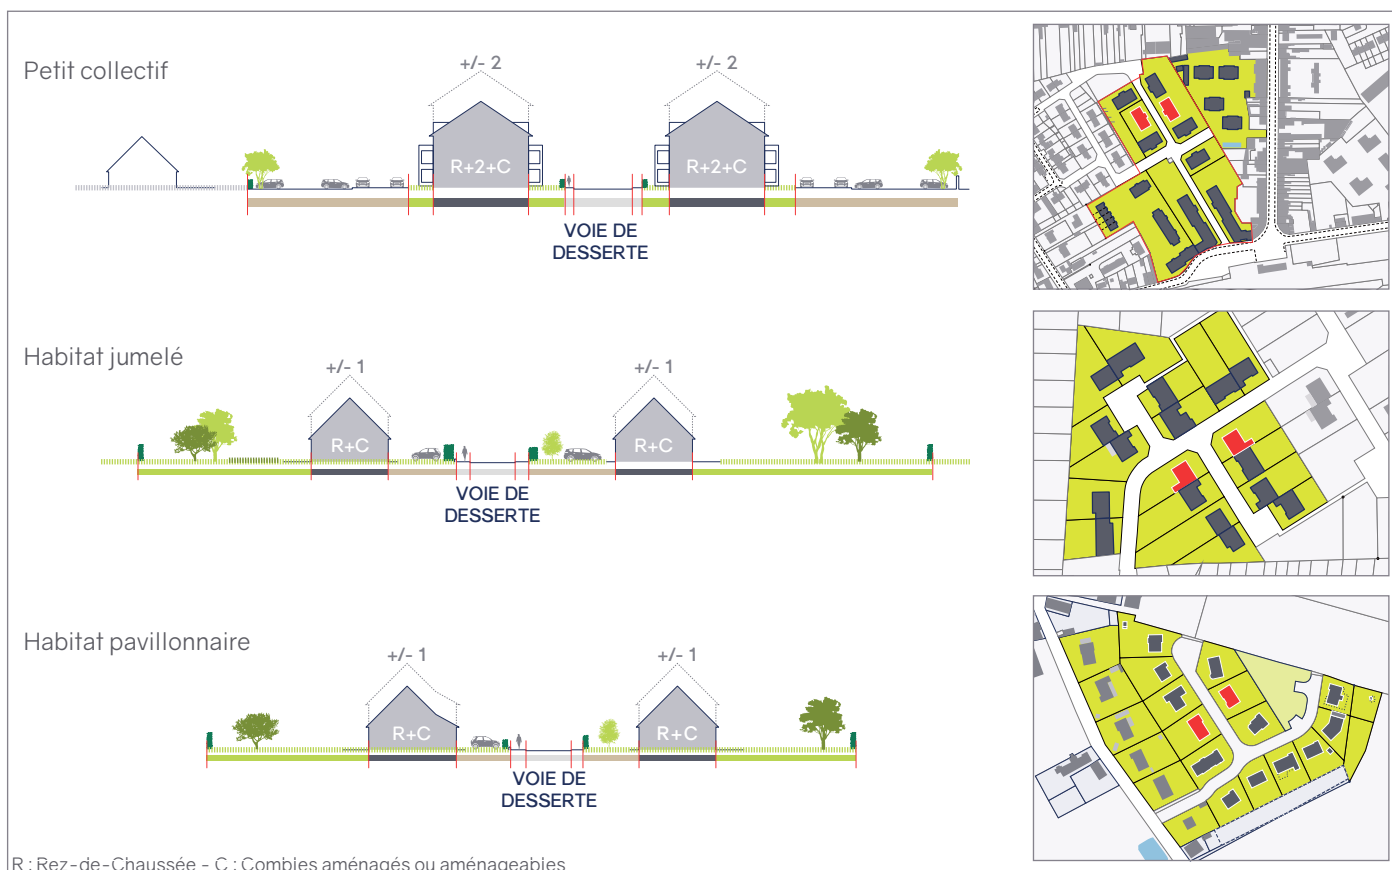 Petit collectif
+/- 2
+/- 2
R+2+C
R+2+C
VOIE DE
DESSERTE
Habitat jumelé
+/- 1
+/- 1
R+C
R+C
VOIE DE
DESSERTE
Habitat pavillonnaire
+/- 1
+/- 1
R+C
R+C
VOIE DE
DESSERTE
R : Rez-de-Chaussée - C : Combles aménagés ou aménageables